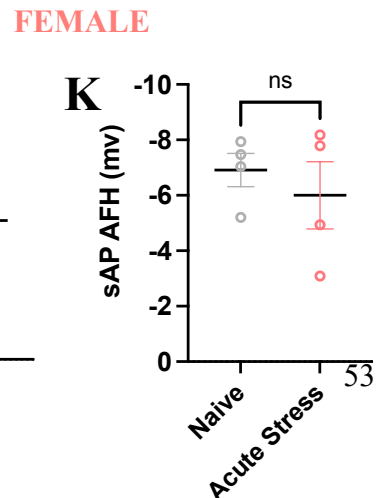 FEMALE
K
ns
sAP AFH (mv)
-10
-8
-6
-4
-2
0
53
Naive
Acute Stress